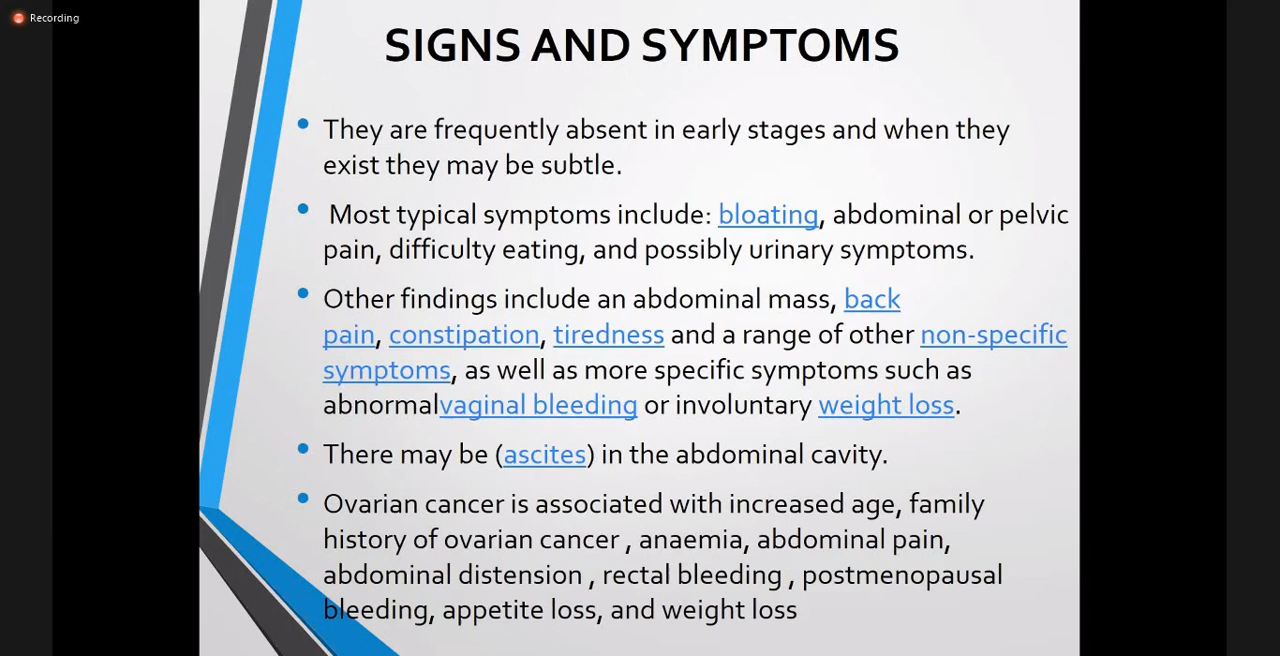 Recording
SIGNS AND SYMPTOMS
• They are frequently absent in early stages and when they
exist they may be subtle.
• Most typical symptoms include: bloating, abdominal or pelvic
pain, difficulty eating, and possibly urinary symptoms.
• Other findings include an abdominal mass, back
pain, constipation, tiredness and a range of other non-specific
symptoms, as well as more specific symptoms such as
abnormalvaginal bleeding or involuntary weight loss.
• There may be (ascites) in the abdominal cavity.
• Ovarian cancer is associated with increased age, family
history of ovarian cancer , anaemia, abdominal pain,
abdominal distension , rectal bleeding , postmenopausal
bleeding, appetite loss, and weight loss